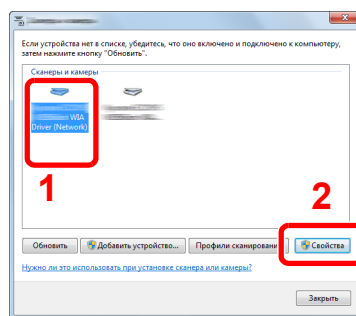 Если устройства нет в списке, убедитесь, что оно включено и подключено к компьютеру,
затем нажмите кнопку "Обновить".
Сканеры и камеры
WIA
Driver (Network)
1
2
Обновить
Добавить устройство...
Профили сканирования
Свойства
Нужно ли это использовать при установке сканера или камеры?
Закрыть